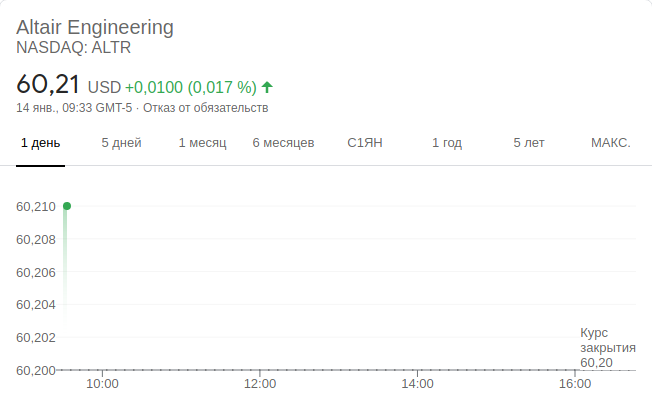 Altair Engineering
NASDAQ: ALTR
60,21 USD +0,0100 (0,017 %)
14 янв., 09:33 GMT-5 · Отказ от обязательств
1 день 5 дней 1 месяц 6 месяцев С1ЯН 1 год 5 лет МАКС.
60,210
60,208
60,206
60,204
60,202
60,200
Курс
закрытия
60,20
10:00 12:00 14:00 16:00